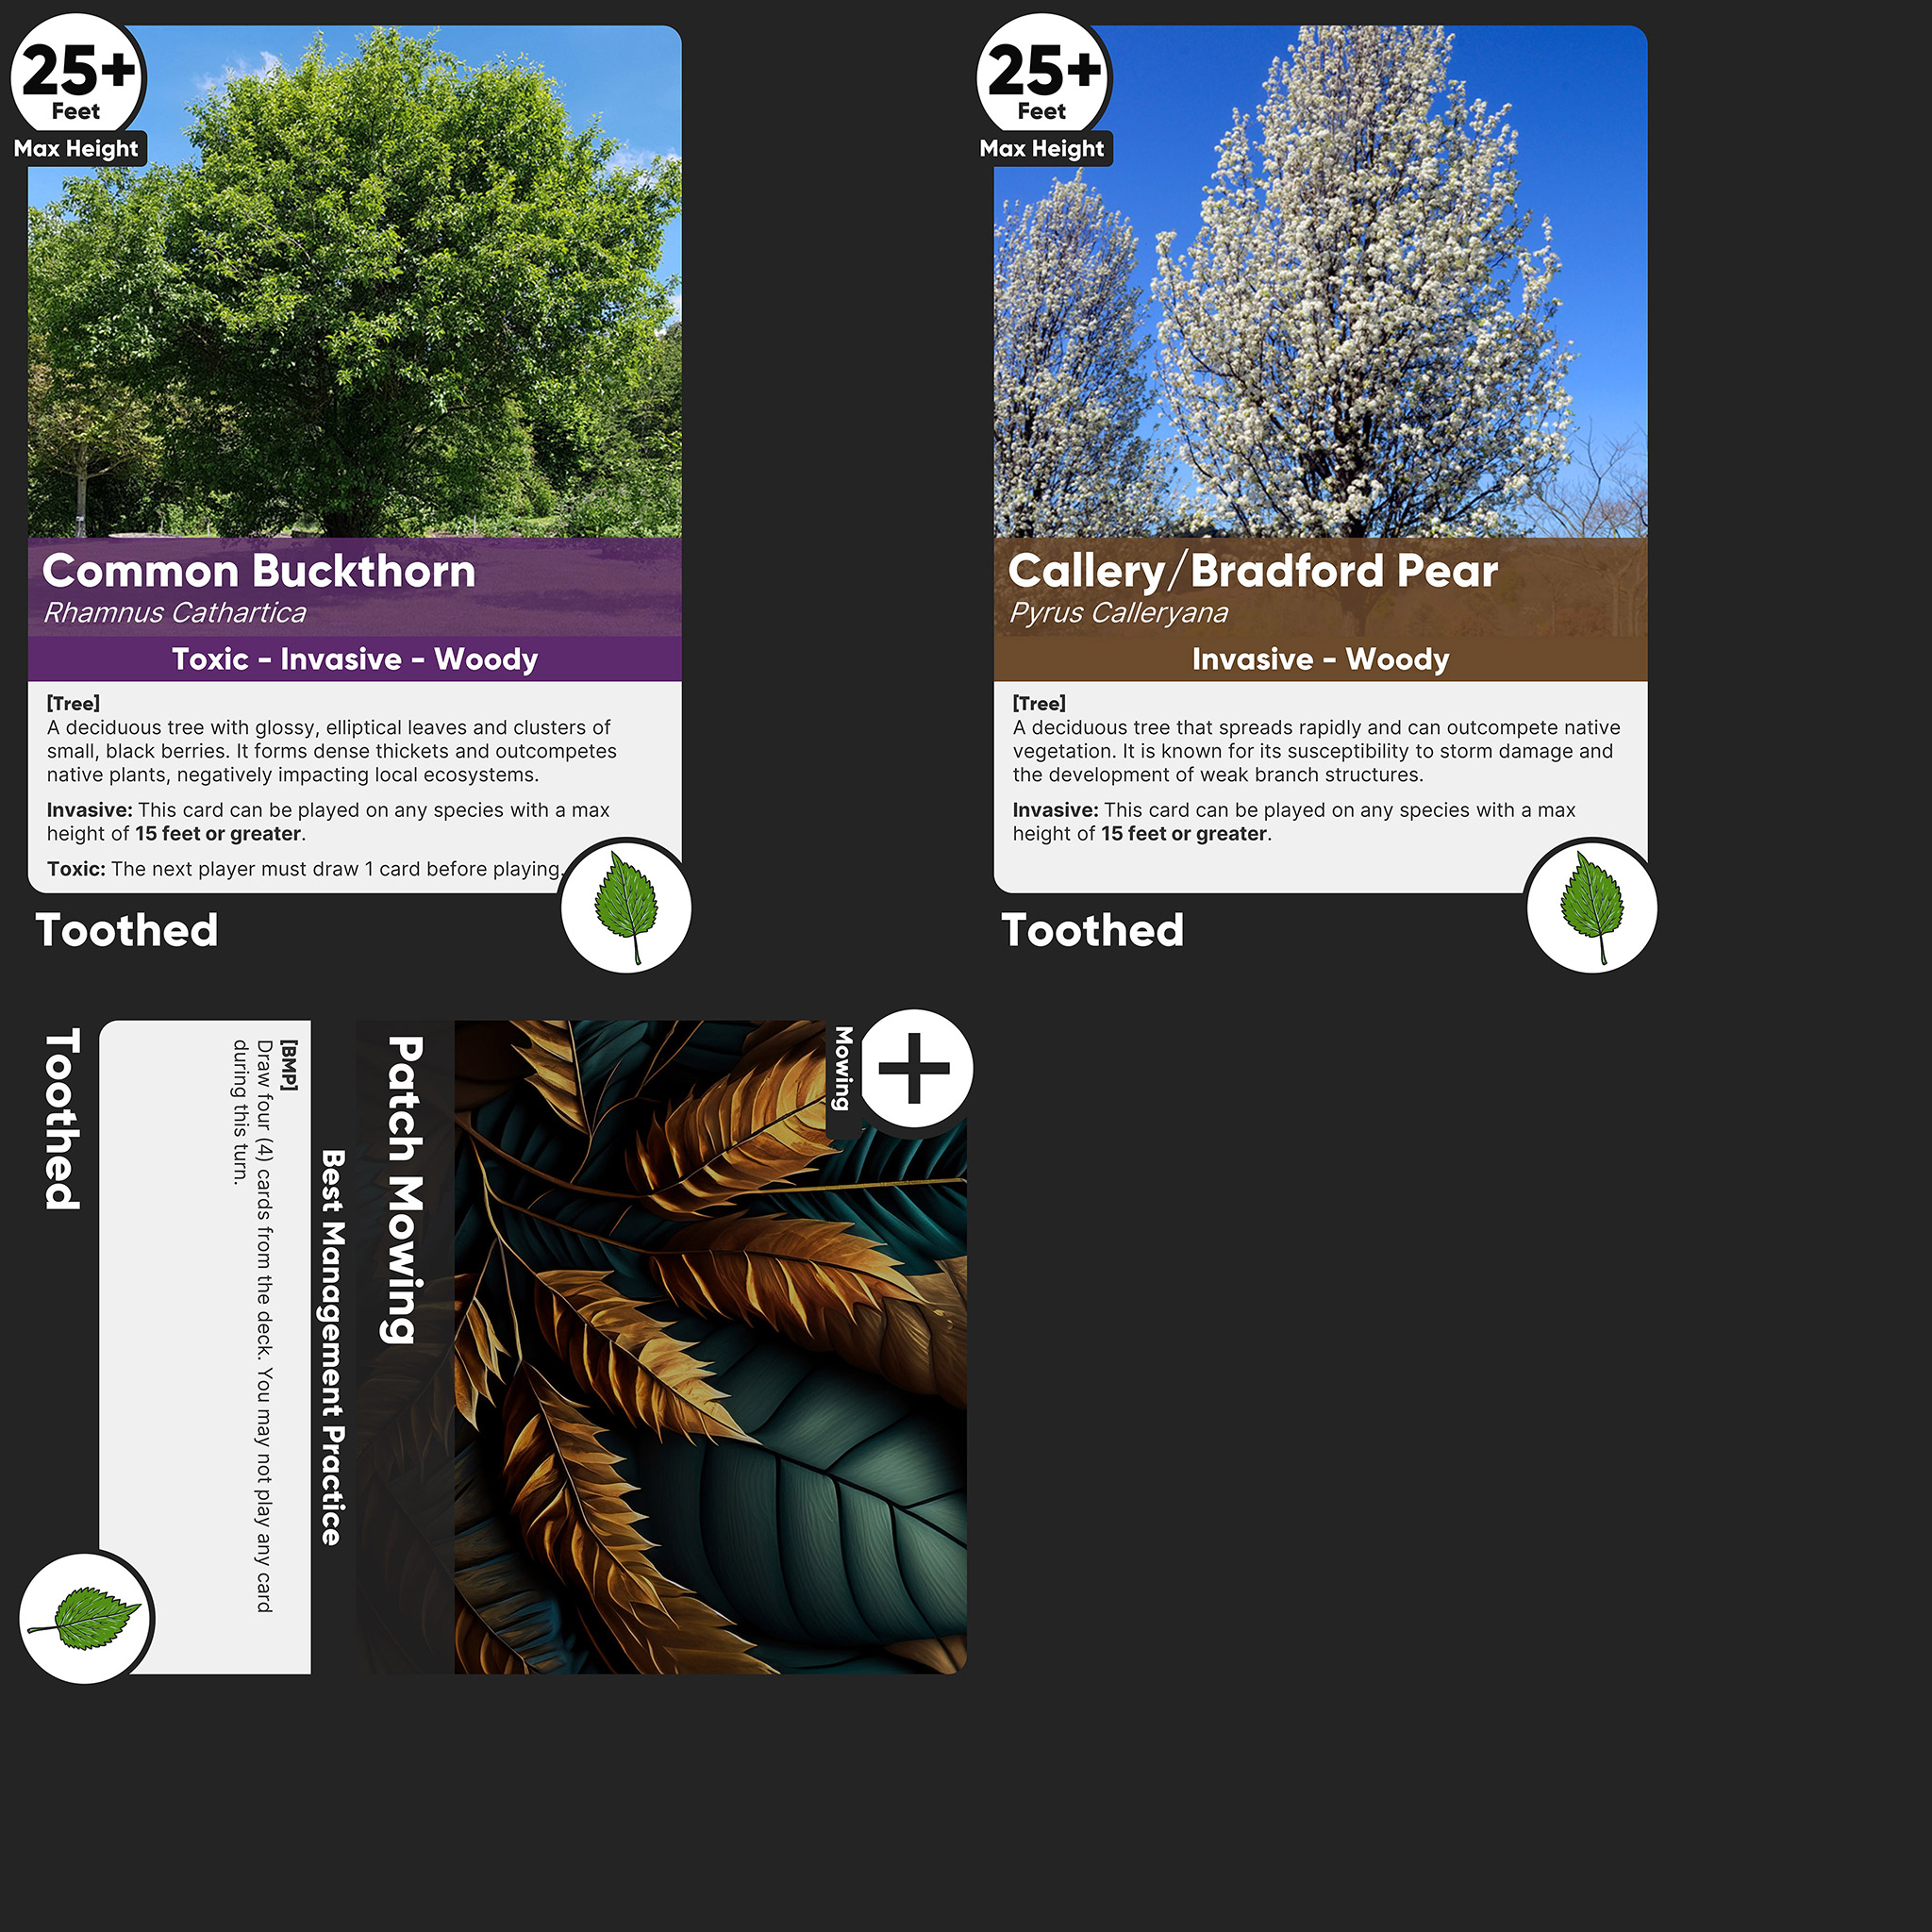 25+
Feet
Max Height
Common Buckthorn
Rhamnus Cathartica
Toxic - Invasive - Woody
[Tree]
A deciduous tree with glossy, elliptical leaves and clusters of
small, black berries. It forms dense thickets and outcompetes
native plants, negatively impacting local ecosystems.
Invasive: This card can be played on any species with a max
height of 15 feet or greater.
Toxic: The next player must draw 1 card before playing.
Toothed
25+
Feet
Max Height
Callery/Bradford Pear
Pyrus Calleryana
Invasive - Woody
[Tree]
A deciduous tree that spreads rapidly and can outcompete native
vegetation. It is known for its susceptibility to storm damage and
the development of weak branch structures.
Invasive: This card can be played on any species with a max
height of 15 feet or greater.
Toothed
+
Mowing
Patch Mowing
Best Management Practice
[BMP]
Draw four (4) cards from the deck. You may not play any card
during this turn.
Toothed